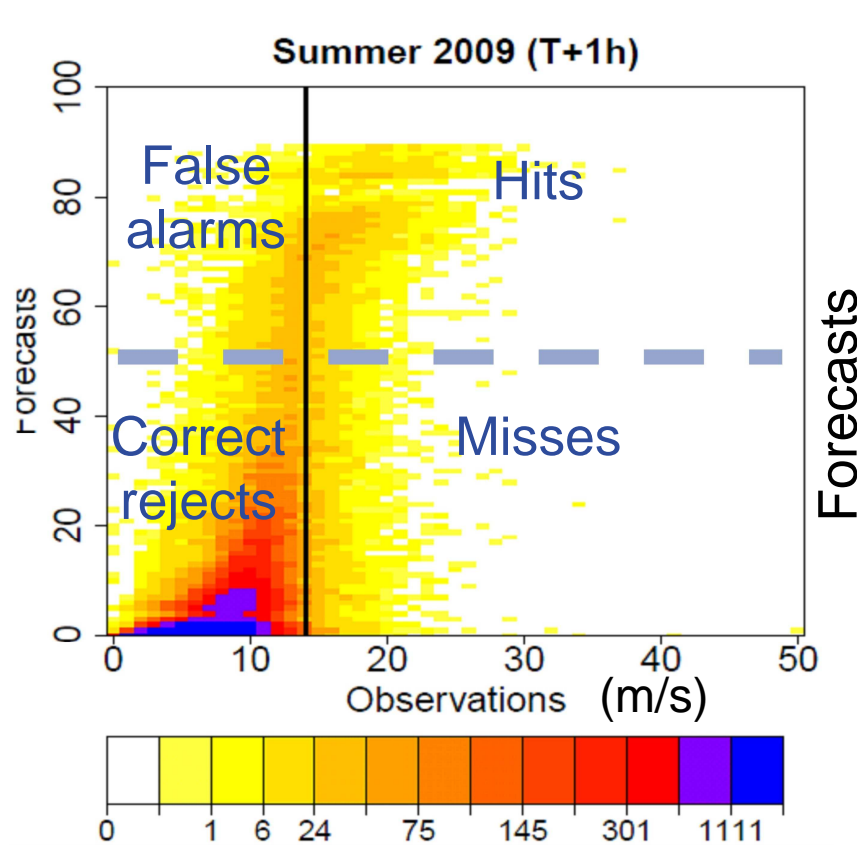 Summer 2009 (T+1h)
100
80
60
40
20
0
Forecasts
False
alarms
Hits
Correct
rejects
Misses
0 10 20 30 40 50
Observations (m/s)
Forecasts
0 1 6 24 75 145 301 1111